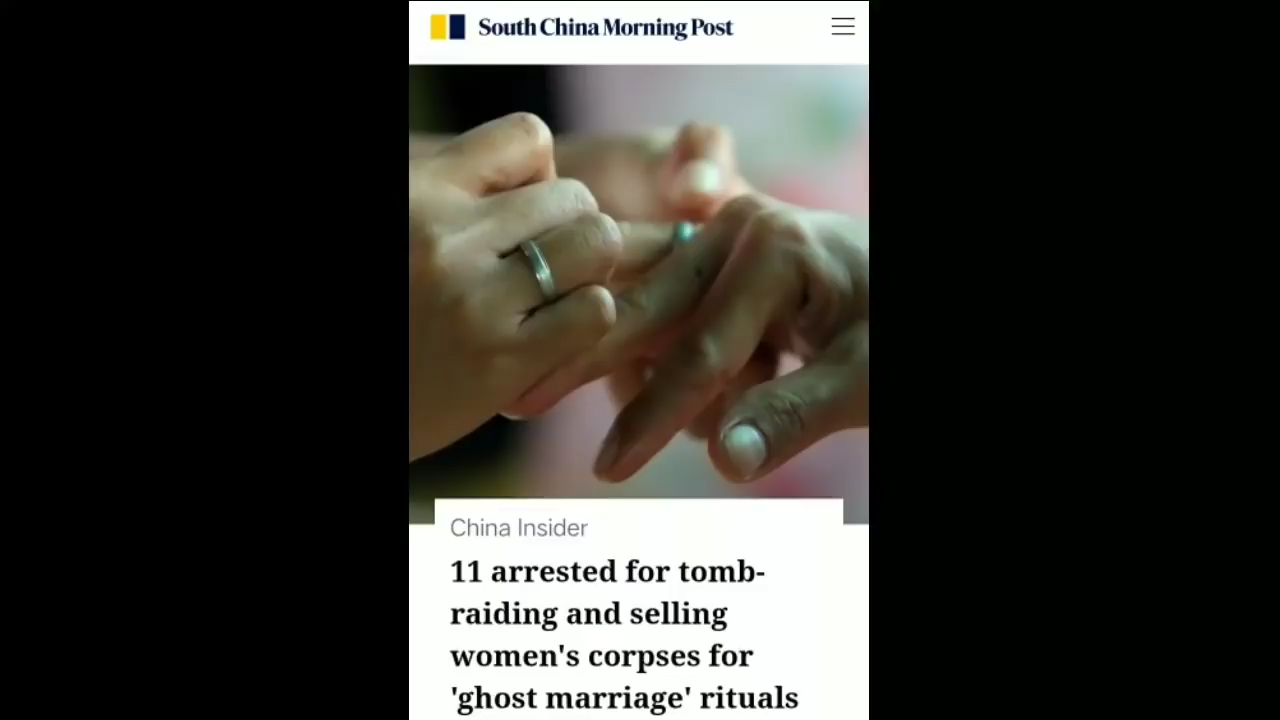 South China Morning Post
China Insider
11 arrested for tomb-
raiding and selling
women's corpses for
'ghost marriage' rituals